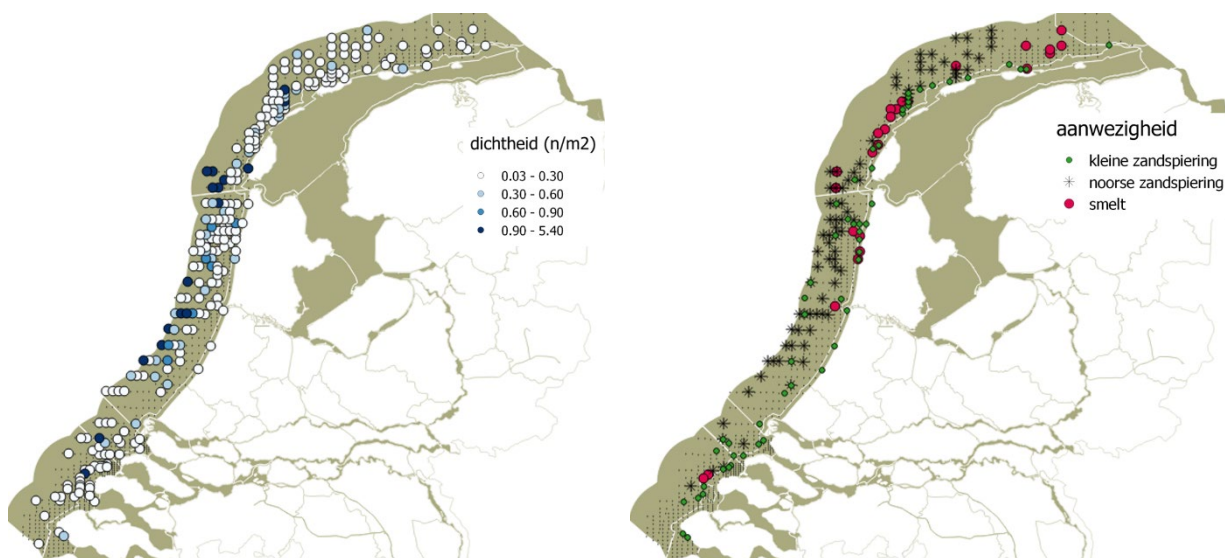 dichtheid (n/m2)
0.03 - 0.30
0.30 - 0.60
0.60 - 0.90
0.90 - 5.40
aanwezigheid
kleine zandspiering
noorse zandspiering
smelt